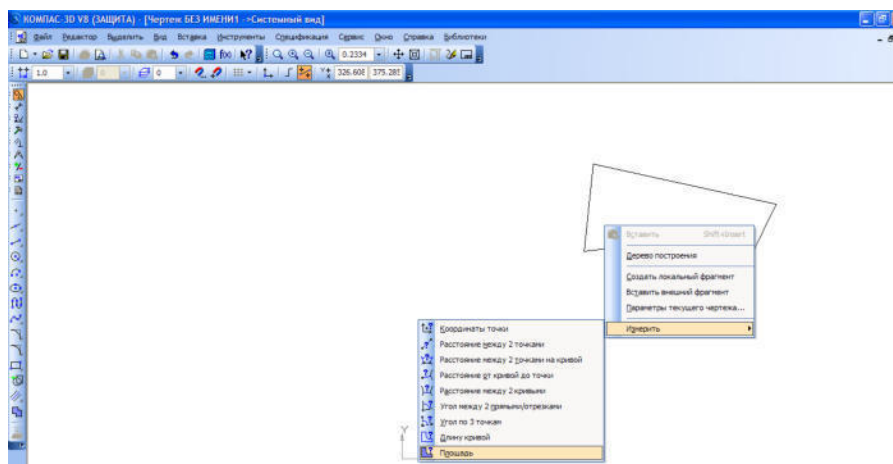 КОМПАС-3D V8 (ЗАЩИТА) - [Чертеж БЕЗ ИМЕНИ1 ->Системный вид]
Файл Редактор Выделить Вид Вставка Инструменты Спецификация Сервис Окно Справка Библиотеки
0.2334
1.0 0 0 326.608 375.285
Вставить Shift+Insert
Дерево построения
Создать локальный фрагмент
Вставить внешний фрагмент
Параметры текущего чертежа...
Измерить
Координаты точки
Расстояние между 2 точками
Расстояние между 2 точками на кривой
Расстояние от кривой до точки
Расстояние между 2 кривыми
Угол между 2 прямыми/отрезками
Угол по 3 точкам
Длину кривой
Площадь
Y